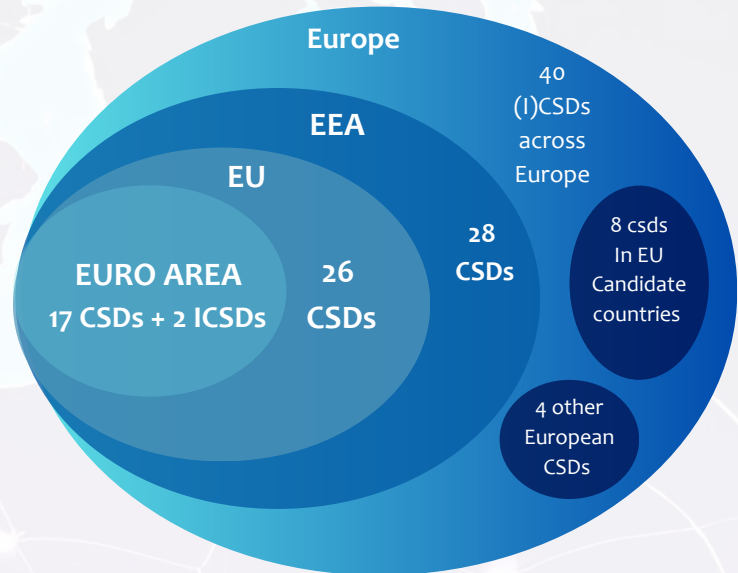 Europe
40
(I)CSDs
across
Europe
EEA
EU
28
CSDs
8 csds
In EU
Candidate
countries
EURO AREA
17 CSDs + 2 ICSDs
26
CSDs
4 other
European
CSDs